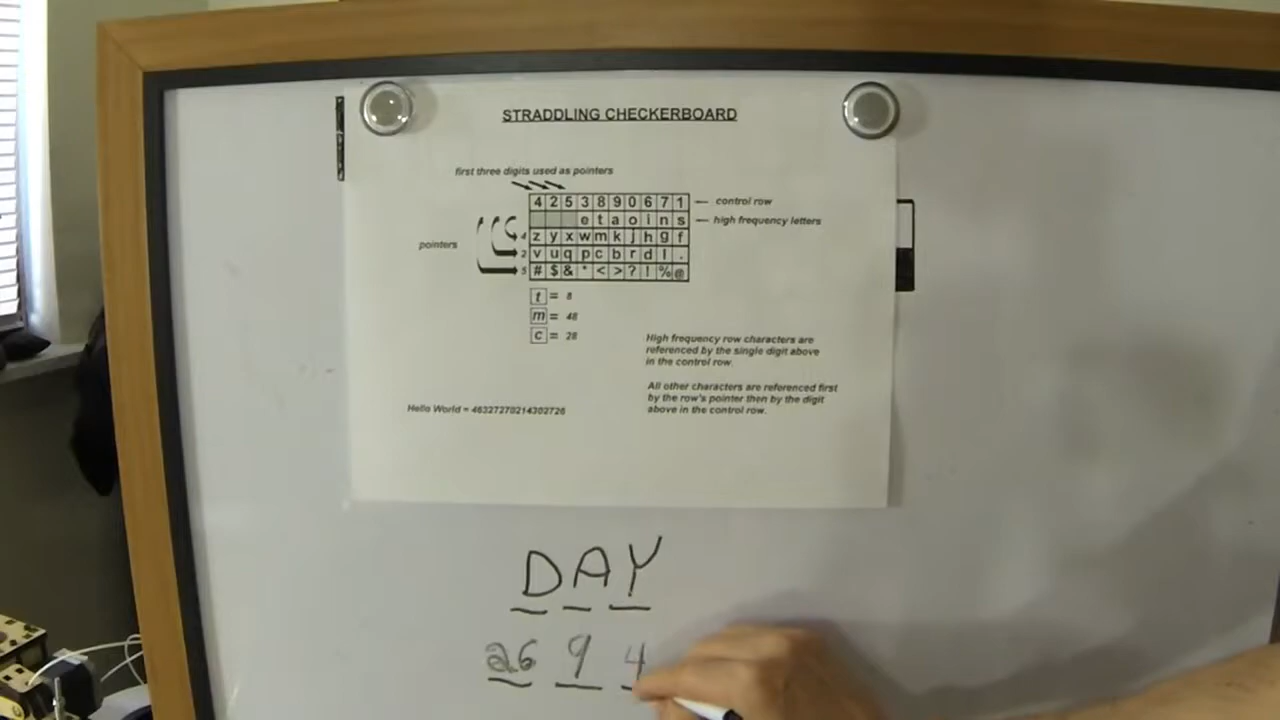 STRADDLING CHECKERBOARD
first three digits used as pointers
4 2 5 3 8 9 0 6 7 1 control row
e t a o i n s high frequency letters
pointers
4 z y x w m k j h g f
2 v u q p c b r d l .
5 # $ & * < > ? ! % @
t = 8
m = 48
c = 28
High frequency row characters are
referenced by the single digit above
in the control row.
All other characters are referenced first
by the row's pointer then by the digit
above in the control row.
Hello World = 46327270214302726
DAY
26 9 4